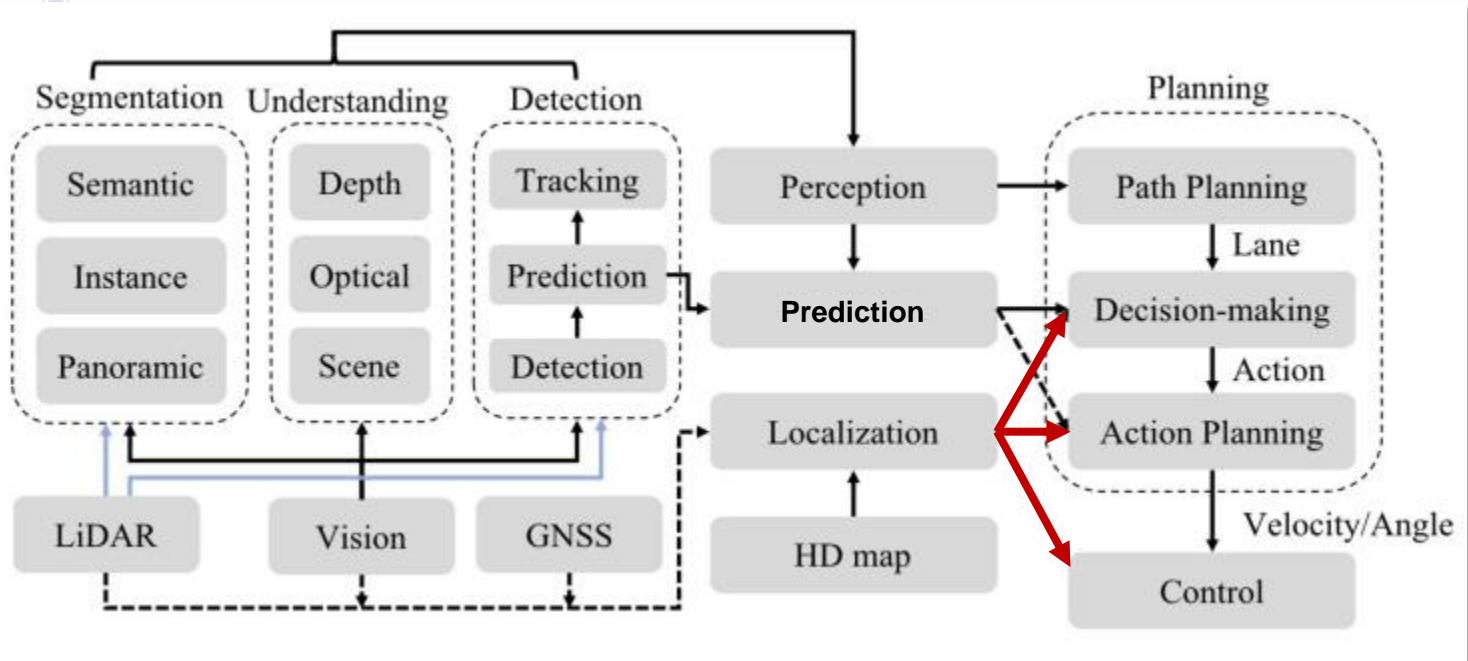 Segmentation
Understanding
Detection
Planning
Semantic
Depth
Tracking
Perception
Path Planning
Lane
Instance
Optical
Prediction
Prediction
Decision-making
Panoramic
Scene
Detection
Action
Localization
Action Planning
LiDAR
Vision
GNSS
HD map
Velocity/Angle
Control